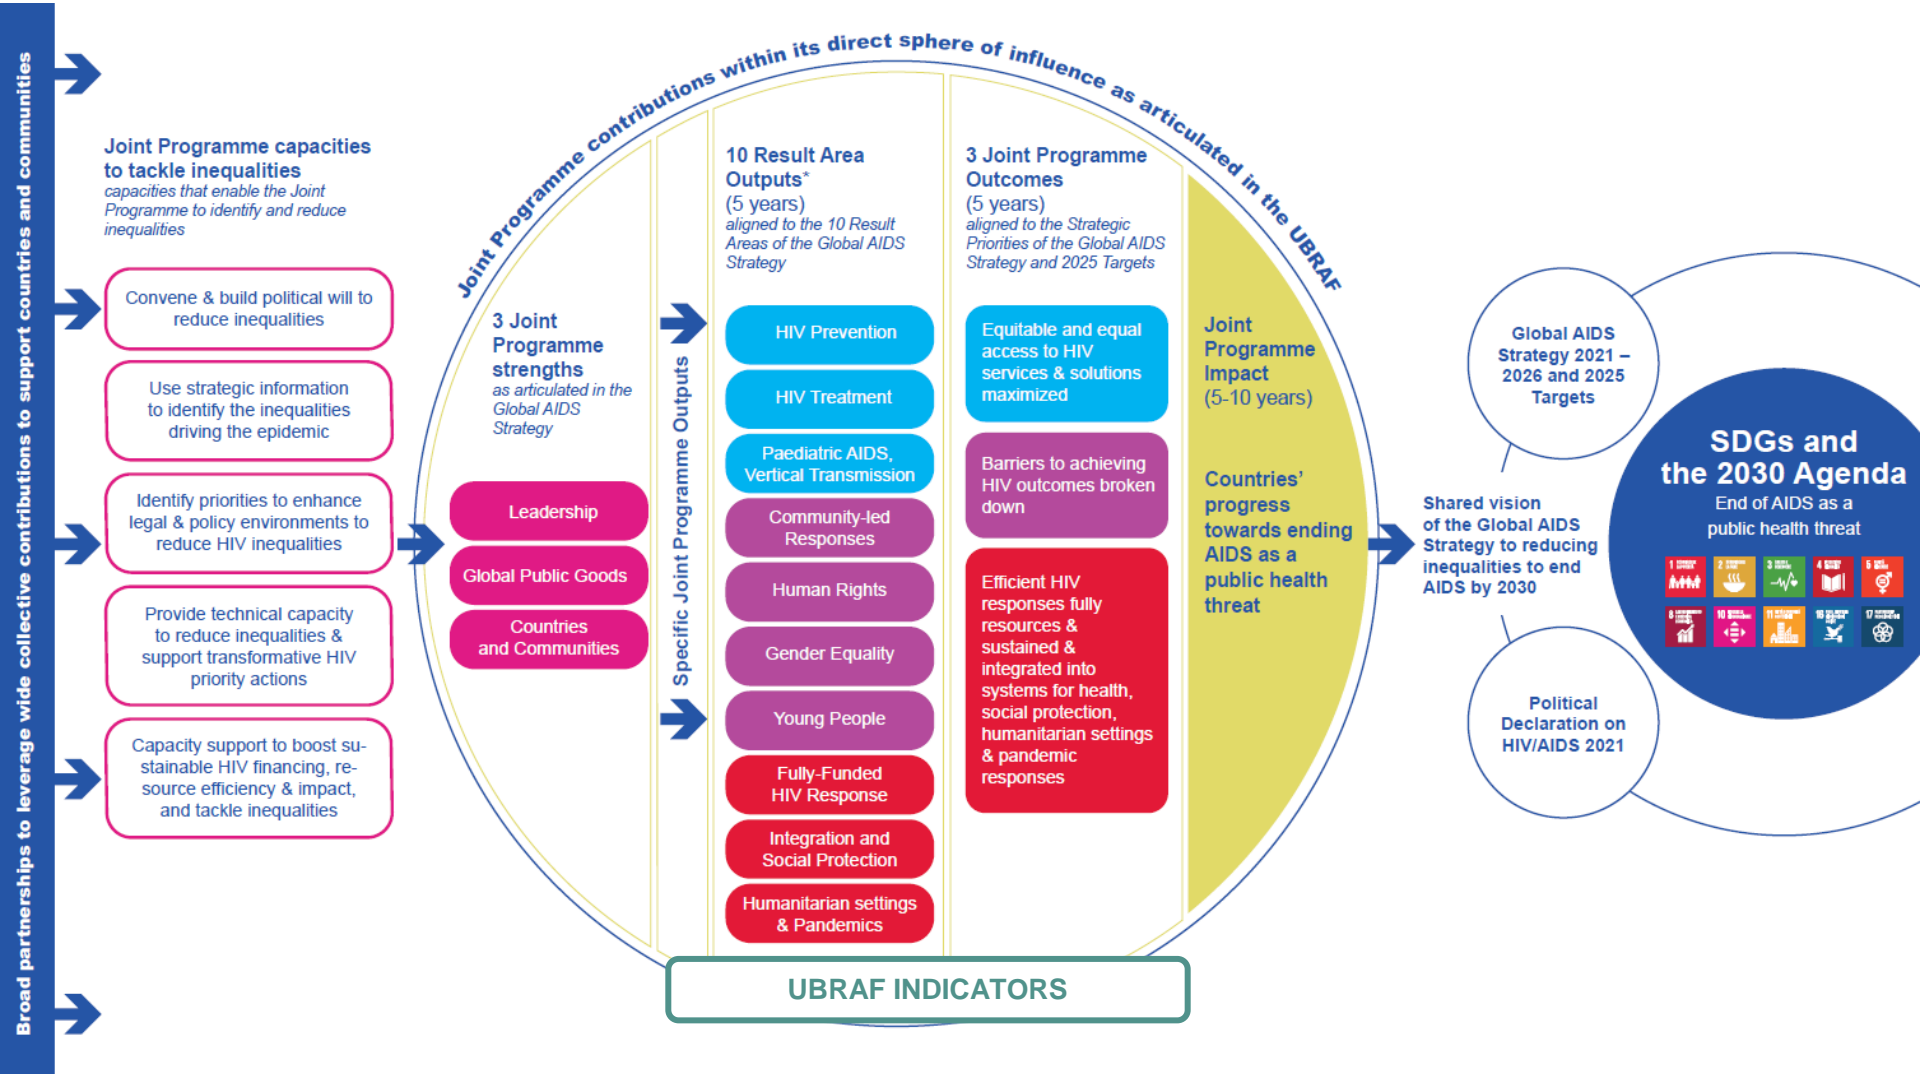 Broad partnerships to leverage wide collective contributions to support countries and communities
Joint Programme capacities
to tackle inequalities
capacities that enable the Joint
Programme to identify and reduce
inequalities
Convene & build political will to
reduce inequalities
Use strategic information
to identify the inequalities
driving the epidemic
Identify priorities to enhance
legal & policy environments to
reduce HIV inequalities
Provide technical capacity
to reduce inequalities &
support transformative HIV
priority actions
Capacity support to boost su-
stainable HIV financing, re-
source efficiency & impact,
and tackle inequalities
Joint Programme contributions within its direct sphere of influence as articulated in the UBRAF
3 Joint
Programme
strengths
as articulated in the
Global AIDS
Strategy
Leadership
Global Public Goods
Countries
and Communities
Specific Joint Programme Outputs
10 Result Area
Outputs*
(5 years)
aligned to the 10 Result
Areas of the Global AIDS
Strategy
HIV Prevention
HIV Treatment
Paediatric AIDS,
Vertical Transmission
Community-led
Responses
Human Rights
Gender Equality
Young People
Fully-Funded
HIV Response
Integration and
Social Protection
Humanitarian settings
& Pandemics
3 Joint Programme
Outcomes
(5 years)
aligned to the Strategic
Priorities of the Global AIDS
Strategy and 2025 Targets
Equitable and equal
access to HIV
services & solutions
maximized
Barriers to achieving
HIV outcomes broken
down
Efficient HIV
responses fully
resources &
sustained &
integrated into
systems for health,
social protection,
humanitarian settings
& pandemic
responses
Joint
Programme
Impact
(5-10 years)
Countries'
progress
towards ending
AIDS as a
public health
threat
UBRAF INDICATORS
Global AIDS
Strategy 2021 –
2026 and 2025
Targets
Shared vision
of the Global AIDS
Strategy to reducing
inequalities to end
AIDS by 2030
Political
Declaration on
HIV/AIDS 2021
SDGs and
the 2030 Agenda
End of AIDS as a
public health threat
1
2
3
4
5
8
10
11
16
17